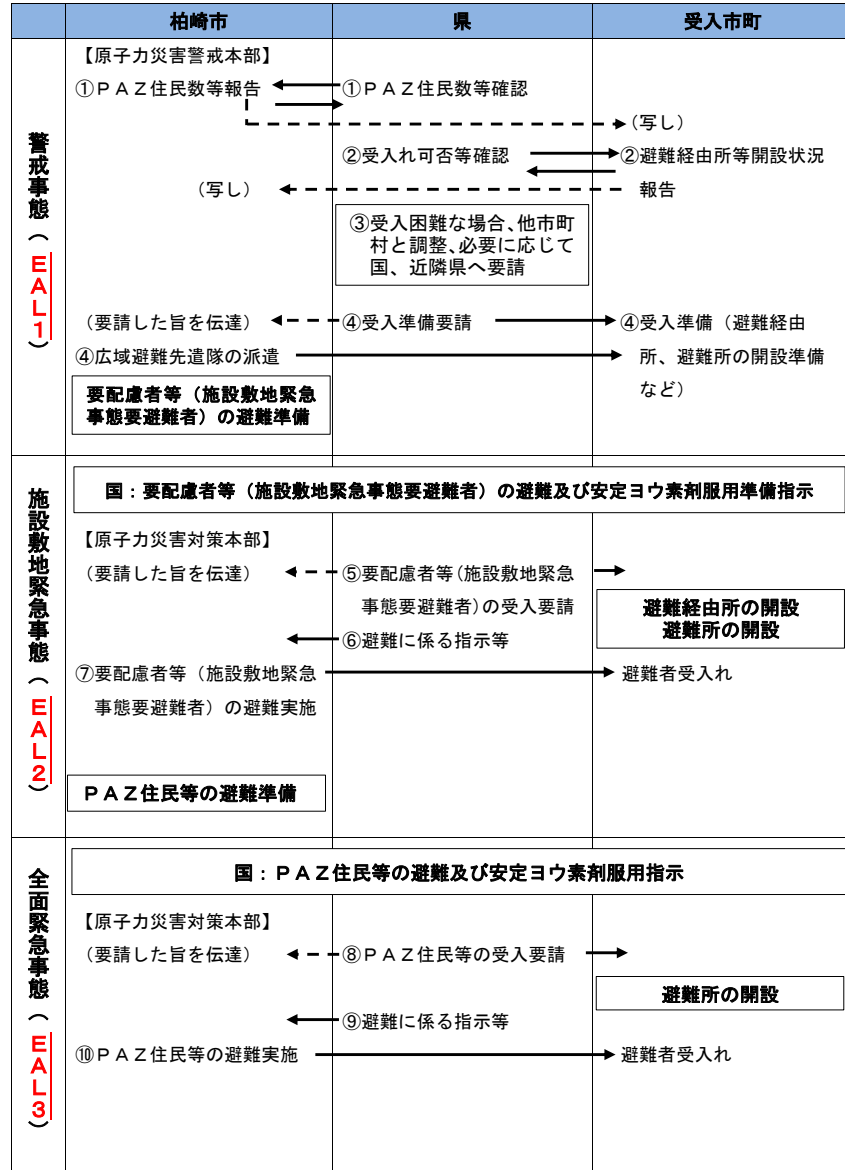 柏崎市 県 受入市町
警戒事態（EAL1）
【原子力災害警戒本部】
①ＰＡＺ住民数等報告 ①ＰＡＺ住民数等確認
（写し）
②受入れ可否等確認 ②避難経由所等開設状況
（写し） 報告
③受入困難な場合、他市町
村と調整、必要に応じて
国、近隣県へ要請
（要請した旨を伝達） ④受入準備要請 ④受入準備（避難経由
④広域避難先遣隊の派遣 所、避難所の開設準備
など）
要配慮者等（施設敷地緊急
事態要避難者）の避難準備
施設敷地緊急事態（EAL2）
国：要配慮者等（施設敷地緊急事態要避難者）の避難及び安定ヨウ素剤服用準備指示
【原子力災害対策本部】
（要請した旨を伝達） ⑤要配慮者等（施設敷地緊急
事態要避難者）の受入要請
避難経由所の開設
避難所の開設
⑥避難に係る指示等
⑦要配慮者等（施設敷地緊急 避難者受入れ
事態要避難者）の避難実施
ＰＡＺ住民等の避難準備
全面緊急事態（EAL3）
国：ＰＡＺ住民等の避難及び安定ヨウ素剤服用指示
【原子力災害対策本部】
（要請した旨を伝達） ⑧ＰＡＺ住民等の受入要請
避難所の開設
⑨避難に係る指示等
⑩ＰＡＺ住民等の避難実施 避難者受入れ